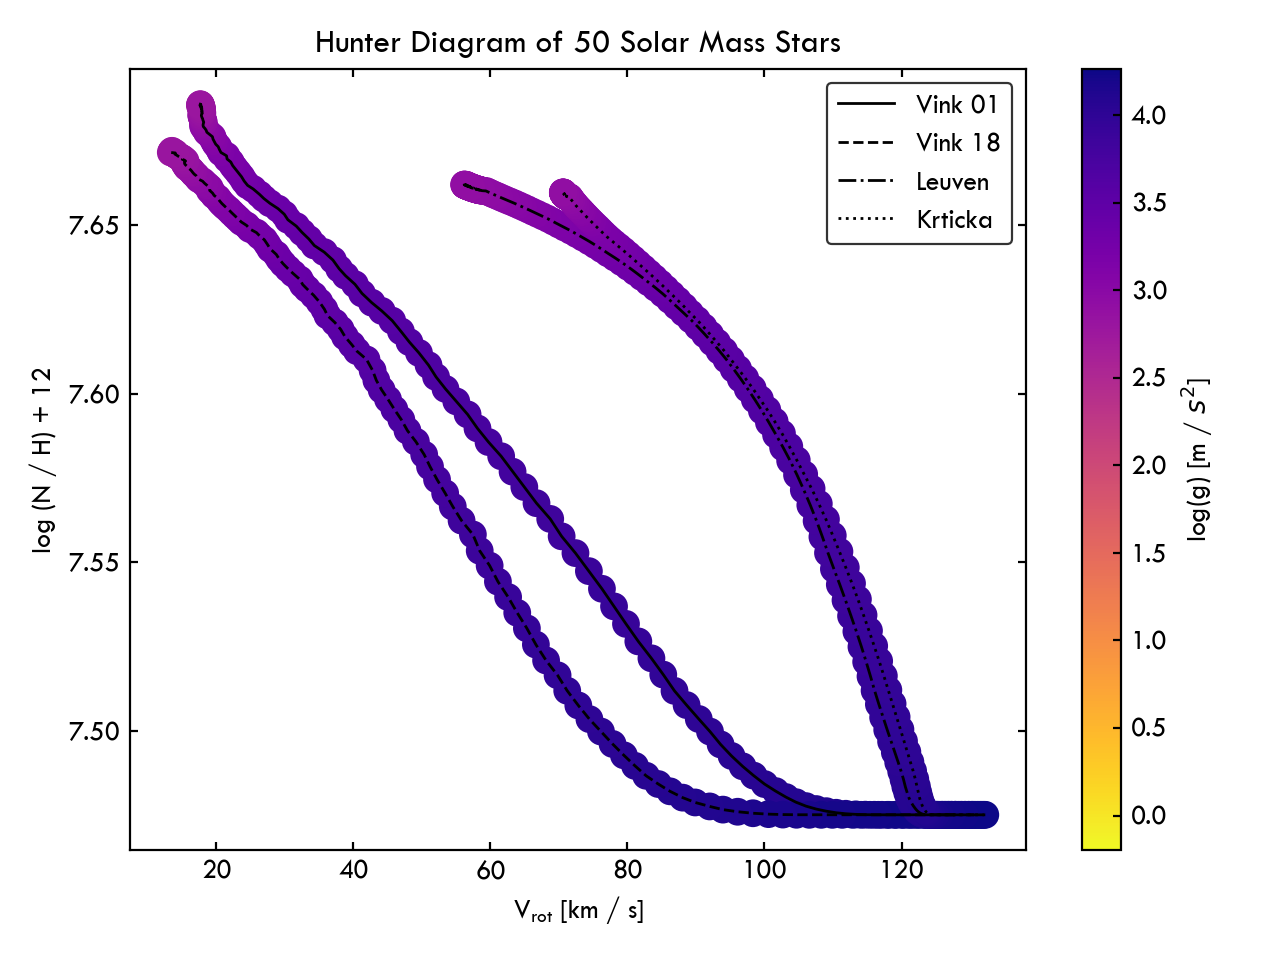 Hunter Diagram of 50 Solar Mass Stars
Vink 01
Vink 18
Leuven
Krticka
7.65
7.60
7.55
7.50
log (N / H) + 12
20
40
60
80
100
120
V_rot [km / s]
4.0
3.5
3.0
2.5
2.0
1.5
1.0
0.5
0.0
log(g) [m / s²]